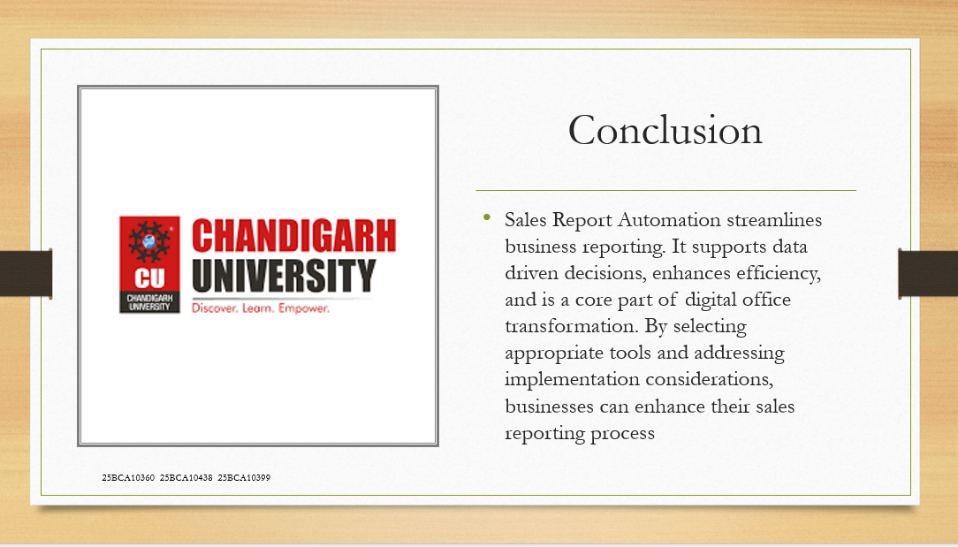 CU
CHANDIGARH
UNIVERSITY
CHANDIGARH
UNIVERSITY
Discover. Learn. Empower.
Conclusion
• Sales Report Automation streamlines
business reporting. It supports data
driven decisions, enhances efficiency,
and is a core part of digital office
transformation. By selecting
appropriate tools and addressing
implementation considerations,
businesses can enhance their sales
reporting process
25BCA10360 25BCA10438 25BCA10399